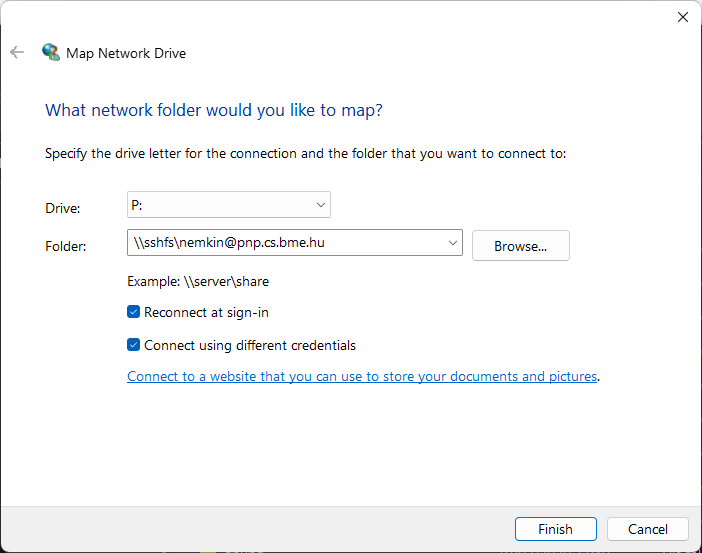 Map Network Drive
What network folder would you like to map?
Specify the drive letter for the connection and the folder that you want to connect to:
Drive: P:
Folder: \\sshfs\nemkin@pnp.cs.bme.hu Browse...
Example: \\server\share
Reconnect at sign-in
Connect using different credentials
Connect to a website that you can use to store your documents and pictures.
Finish Cancel